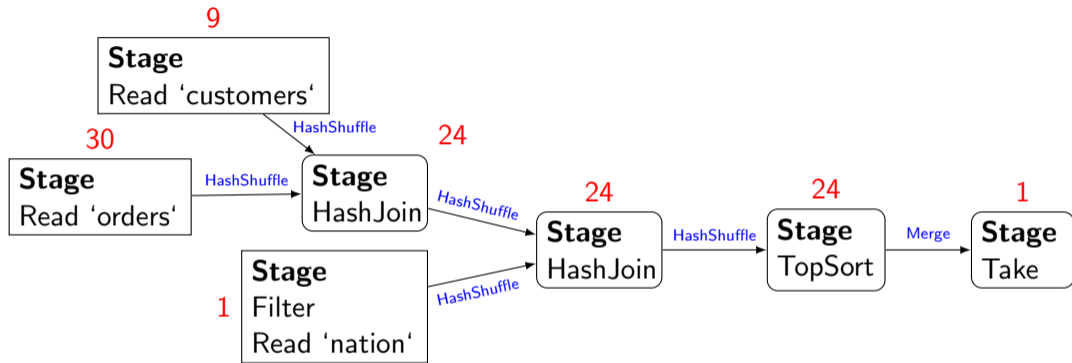 9
Stage
Read ‘customers‘
HashShuffle
30
24
Stage
Read ‘orders‘
HashShuffle
Stage
HashJoin
HashShuffle
24
Stage
HashJoin
HashShuffle
24
Stage
TopSort
Merge
1
Stage
Take
1
Stage
Filter
Read ‘nation‘
HashShuffle